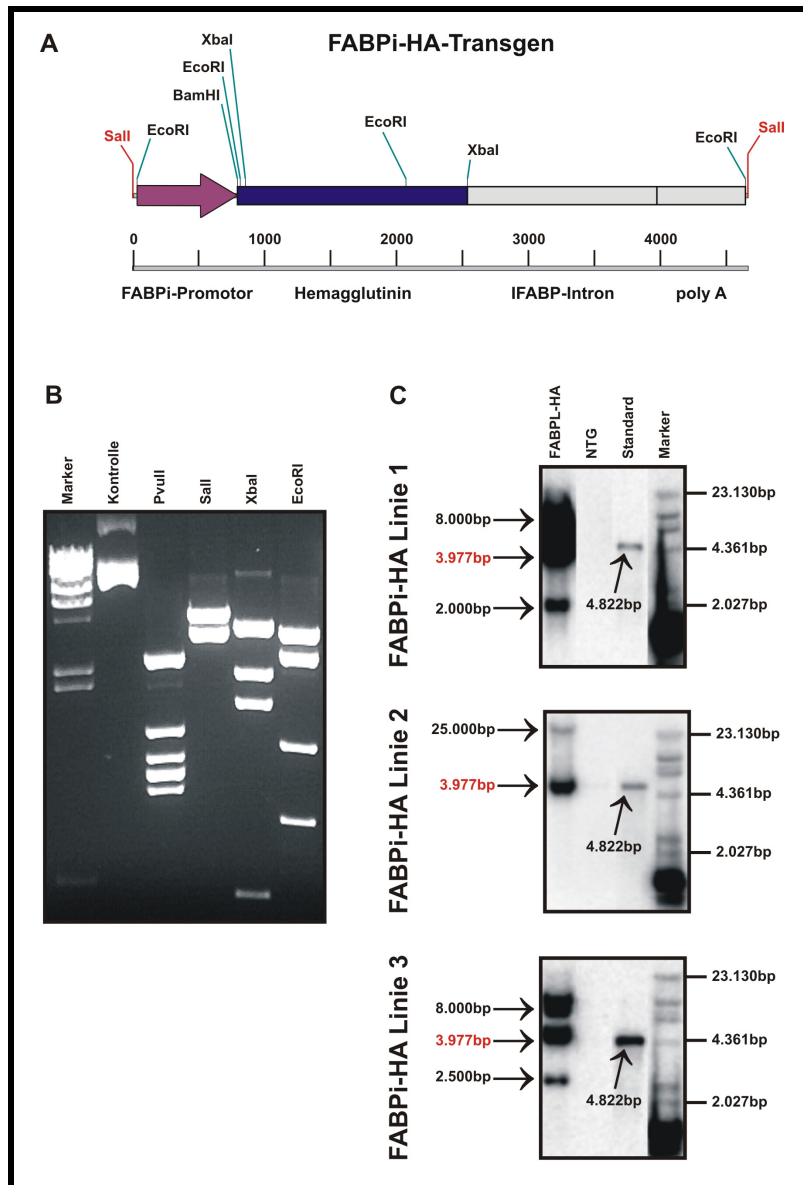 A
FABPi-HA-Transgen
XbaI
EcoRI
BamHI
SalI
EcoRI
EcoRI
XbaI
EcoRI
SalI
0 1000 2000 3000 4000
FABPi-Promotor Hemagglutinin IFABP-Intron poly A
B
Marker
Kontrolle
PvuII
SalI
XbaI
EcoRI
C
FABPL-HA
NTG
Standard
Marker
FABPi-HA Linie 1
8.000bp
3.977bp
2.000bp
4.822bp
23.130bp
4.361bp
2.027bp
FABPi-HA Linie 2
25.000bp
3.977bp
4.822bp
23.130bp
4.361bp
2.027bp
FABPi-HA Linie 3
8.000bp
3.977bp
2.500bp
4.822bp
23.130bp
4.361bp
2.027bp